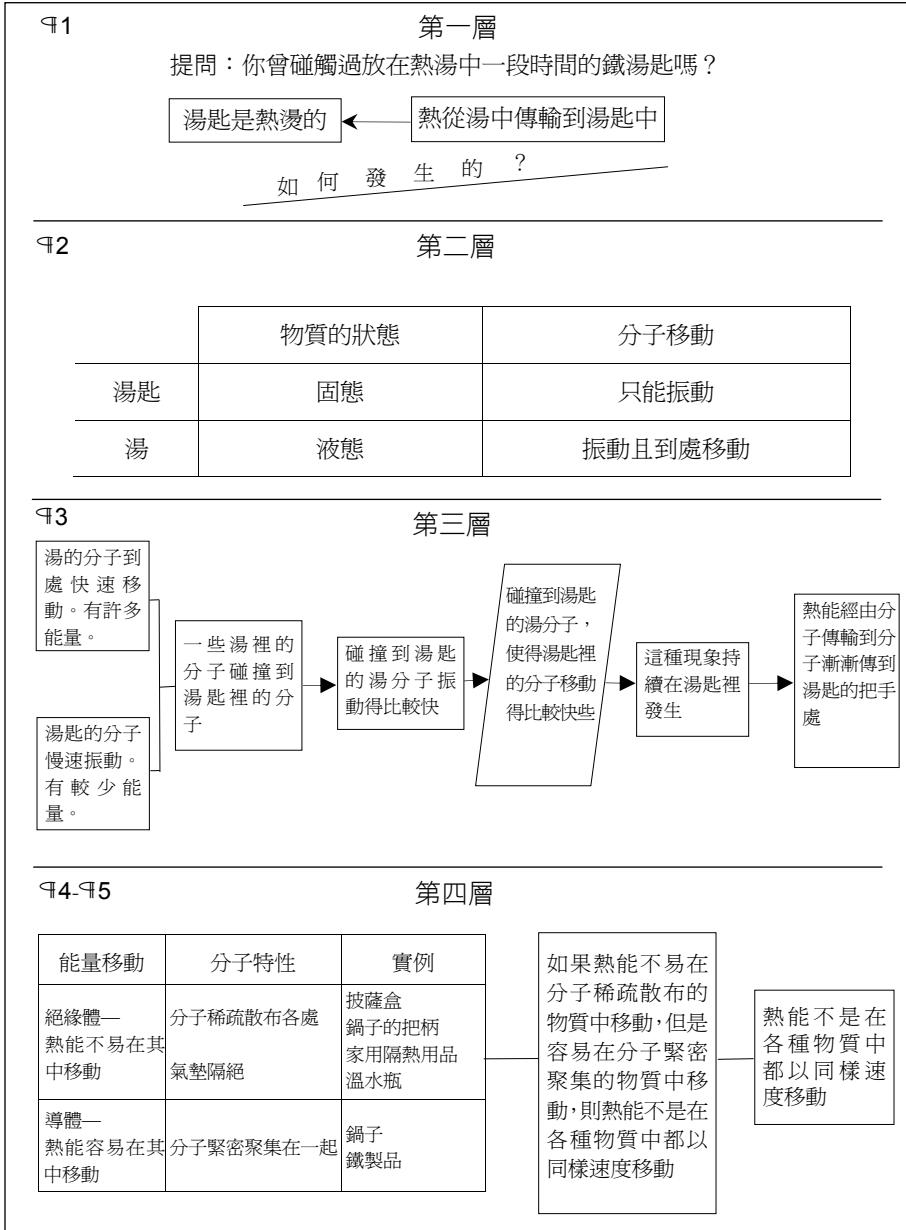 ¶1
第一層
提問：你曾碰觸過放在熱湯中一段時間的鐵湯匙嗎？
湯匙是熱燙的
熱從湯中傳輸到湯匙中
如何發生的？
¶2
第二層
物質的狀態 分子移動
湯匙 固態 只能振動
湯 液態 振動且到處移動
¶3
第三層
湯的分子到
處快速移
動。有許多
能量。
湯匙的分子
慢速振動。
有較少能
量。
一些湯裡的
分子碰撞到
湯匙裡的分
子
碰撞到湯匙
的湯分子振
動得比較快
碰撞到湯匙
的湯分子，
使得湯匙裡
的分子移動
得比較快些
這種現象持
續在湯匙裡
發生
熱能經由分
子傳輸到分
子漸漸傳到
湯匙的把手
處
¶4-¶5
第四層
能量移動 分子特性 實例
絕緣體—
熱能不易在其
中移動
分子稀疏散布各處
氣墊隔絕
披薩盒
鍋子的把柄
家用隔熱用品
溫水瓶
導體—
熱能容易在其
中移動
分子緊密聚集在一起
鍋子
鐵製品
如果熱能不易在
分子稀疏散布的
物質中移動，但是
容易在分子緊密
聚集的物質中移
動，則熱能不是在
各種物質中都以
同樣速度移動
熱能不是在
各種物質中
都以同樣速
度移動